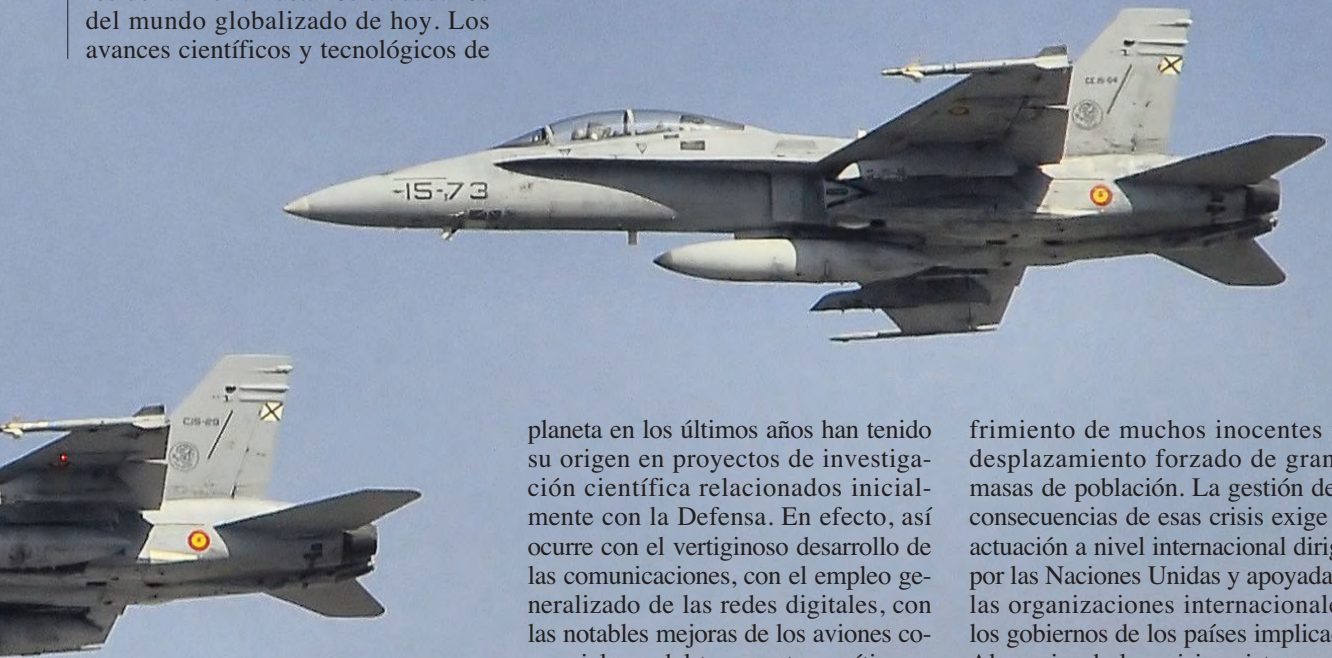 del mundo globalizado de hoy. Los
avances científicos y tecnológicos de
-15-73
CE.15-04
planeta en los últimos años han tenido
su origen en proyectos de investiga-
ción científica relacionados inicial-
mente con la Defensa. En efecto, así
ocurre con el vertiginoso desarrollo de
las comunicaciones, con el empleo ge-
neralizado de las redes digitales, con
las notables mejoras de los aviones co-
frimiento de muchos inocentes
desplazamiento forzado de gran
masas de población. La gestión de
consecuencias de esas crisis exige
actuación a nivel internacional dirig
por las Naciones Unidas y apoyada
las organizaciones internacionale
los gobiernos de los países implica